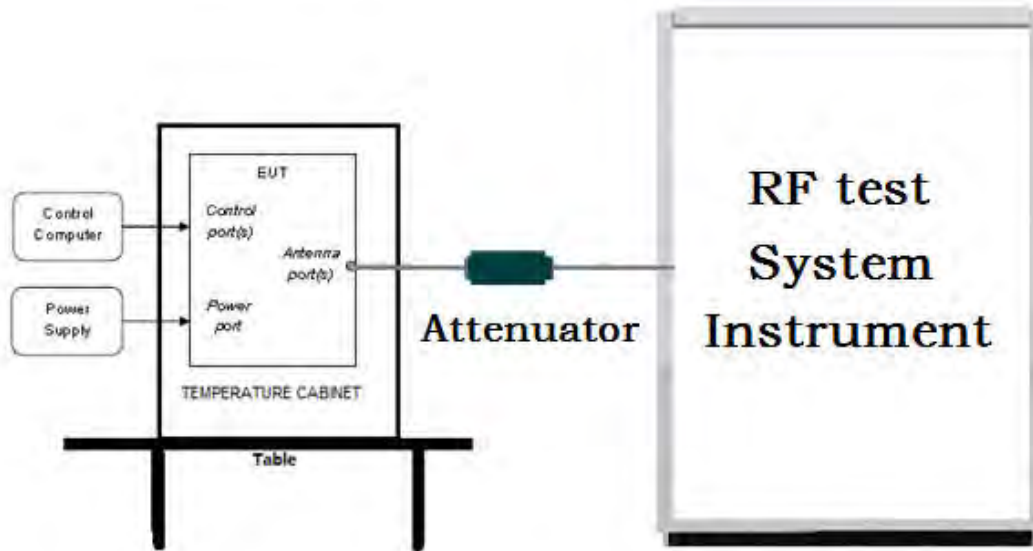 Control
Computer
Power
Supply
EUT
Control
port(s)
Antenna
port(s)
Power
port
TEMPERATURE CABINET
Table
Attenuator
RF test
System
Instrument